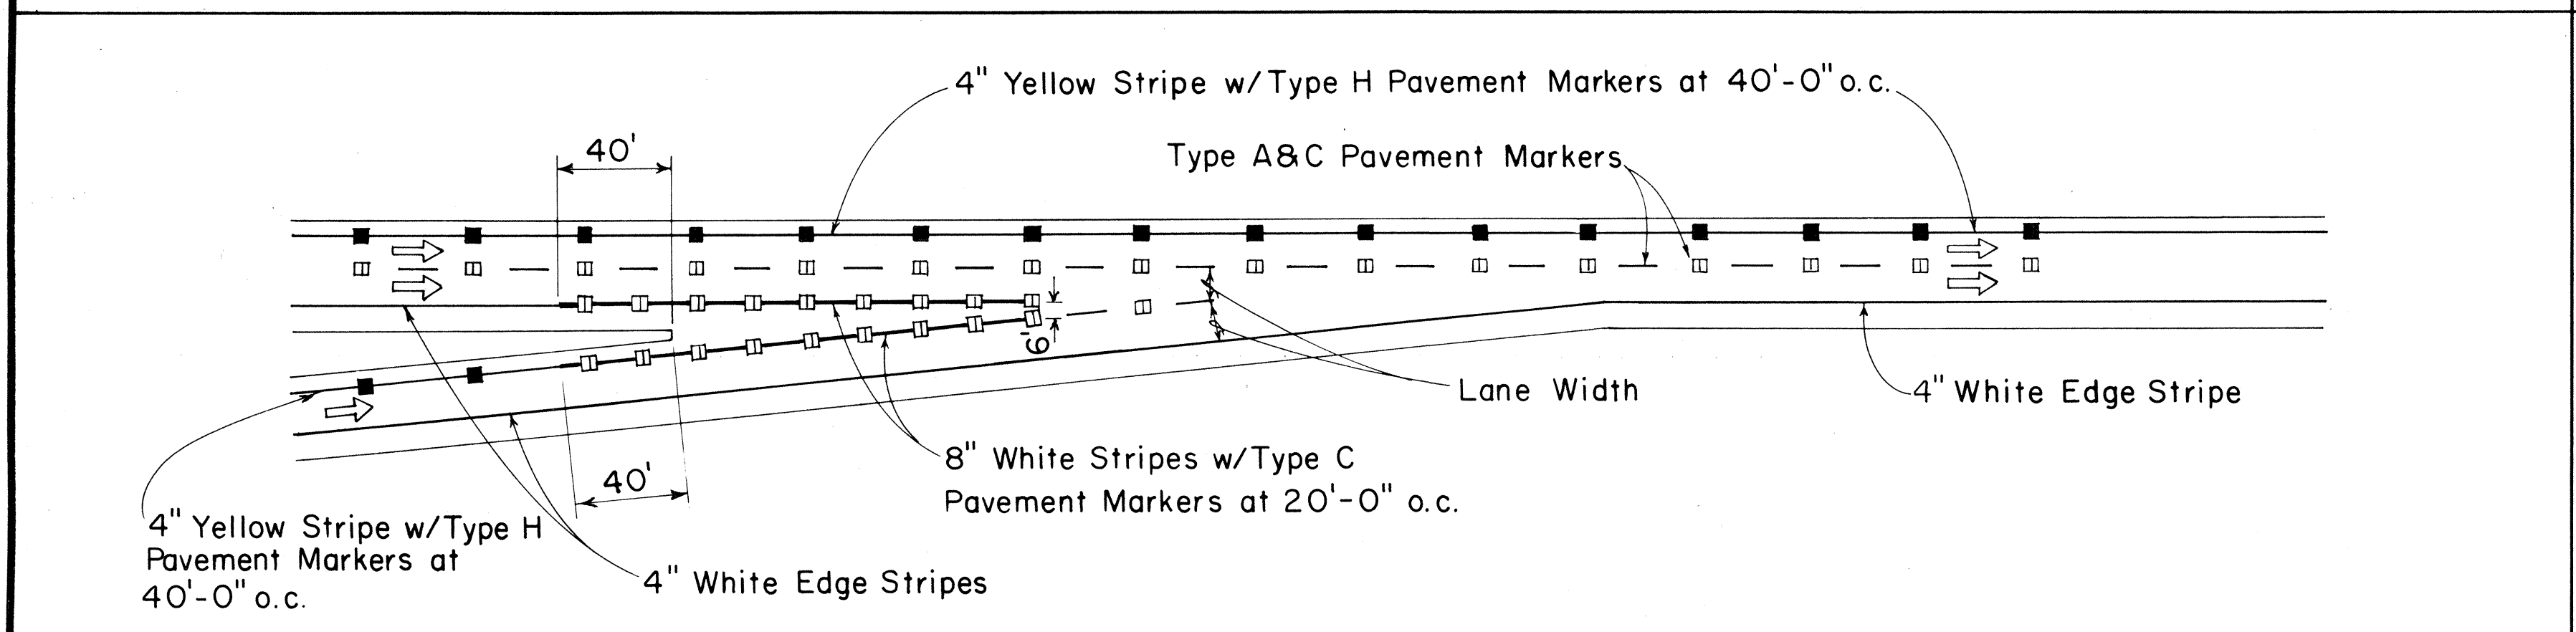 4" Yellow Stripe w/Type H Pavement Markers at 40'-0" o.c.
40'
Type A&C Pavement Markers
6'
Lane Width
4" White Edge Stripe
8" White Stripes w/Type C
Pavement Markers at 20'-0" o.c.
40'
4" Yellow Stripe w/Type H
Pavement Markers at
40'-0" o.c.
4" White Edge Stripes